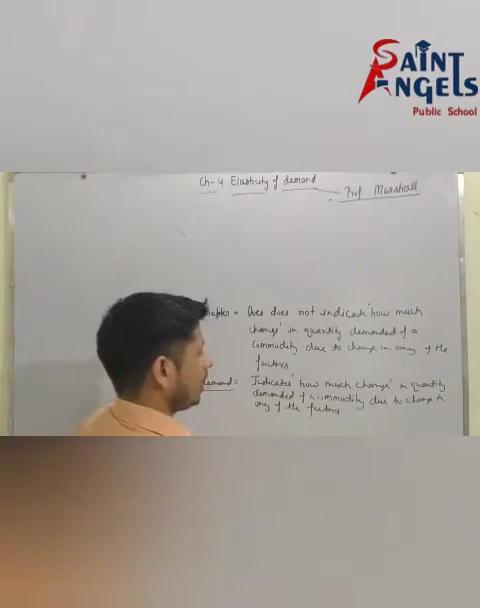 SAINT
ANGELS
Public School
Ch-4 Elasticity of demand
Prof Marshall
= Does does not indicate "how much
change" in quantity demanded of a
commodity due to change in any of the
factors
demand = Indicates "how much change" in quantity
demanded of a commodity due to change in
any of the factors